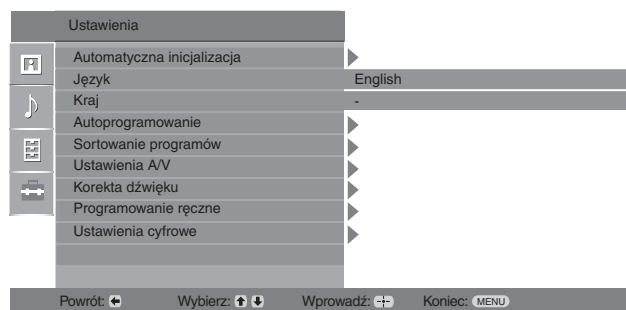 Ustawienia
Automatyczna inicjalizacja
Język English
Kraj -
Autoprogramowanie
Sortowanie programów
Ustawienia A/V
Korekta dźwięku
Programowanie ręczne
Ustawienia cyfrowe
Powrót: Wybierz: Wprowadź: Koniec: MENU